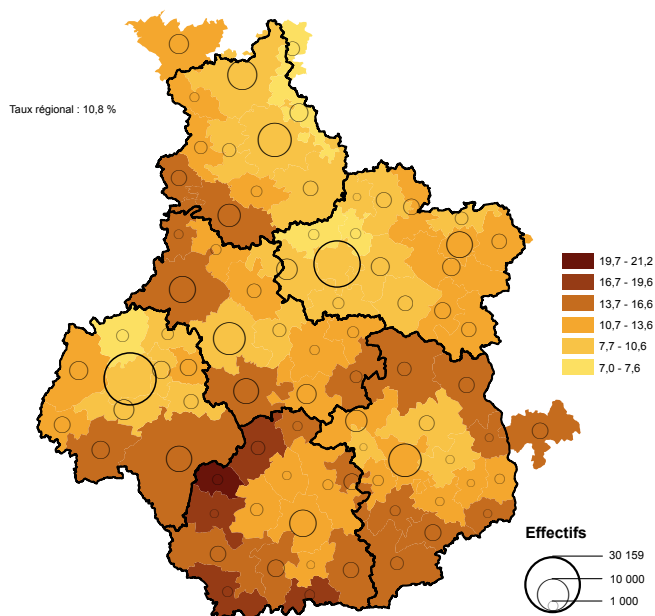 Taux régional : 10,8 %
19,7 - 21,2
16,7 - 19,6
13,7 - 16,6
10,7 - 13,6
7,7 - 10,6
7,0 - 7,6
Effectifs
30 159
10 000
1 000